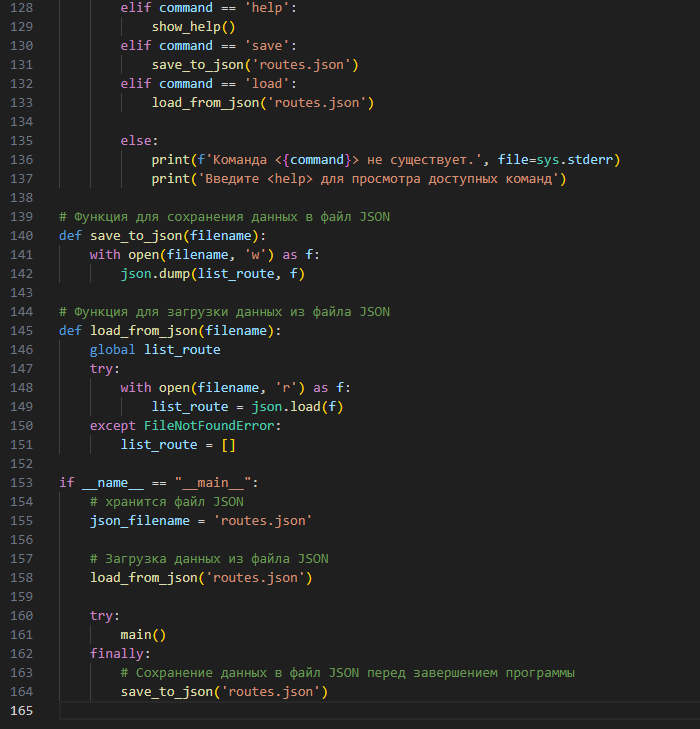 128 elif command == 'help':
129 show_help()
130 elif command == 'save':
131 save_to_json('routes.json')
132 elif command == 'load':
133 load_from_json('routes.json')
134
135 else:
136 print(f'Команда <{command}> не существует.', file=sys.stderr)
137 print('Введите <help> для просмотра доступных команд')
138
139 # Функция для сохранения данных в файл JSON
140 def save_to_json(filename):
141 with open(filename, 'w') as f:
142 json.dump(list_route, f)
143
144 # Функция для загрузки данных из файла JSON
145 def load_from_json(filename):
146 global list_route
147 try:
148 with open(filename, 'r') as f:
149 list_route = json.load(f)
150 except FileNotFoundError:
151 list_route = []
152
153 if __name__ == "__main__":
154 # хранится файл JSON
155 json_filename = 'routes.json'
156
157 # Загрузка данных из файла JSON
158 load_from_json('routes.json')
159
160 try:
161 main()
162 finally:
163 # Сохранение данных в файл JSON перед завершением программы
164 save_to_json('routes.json')
165